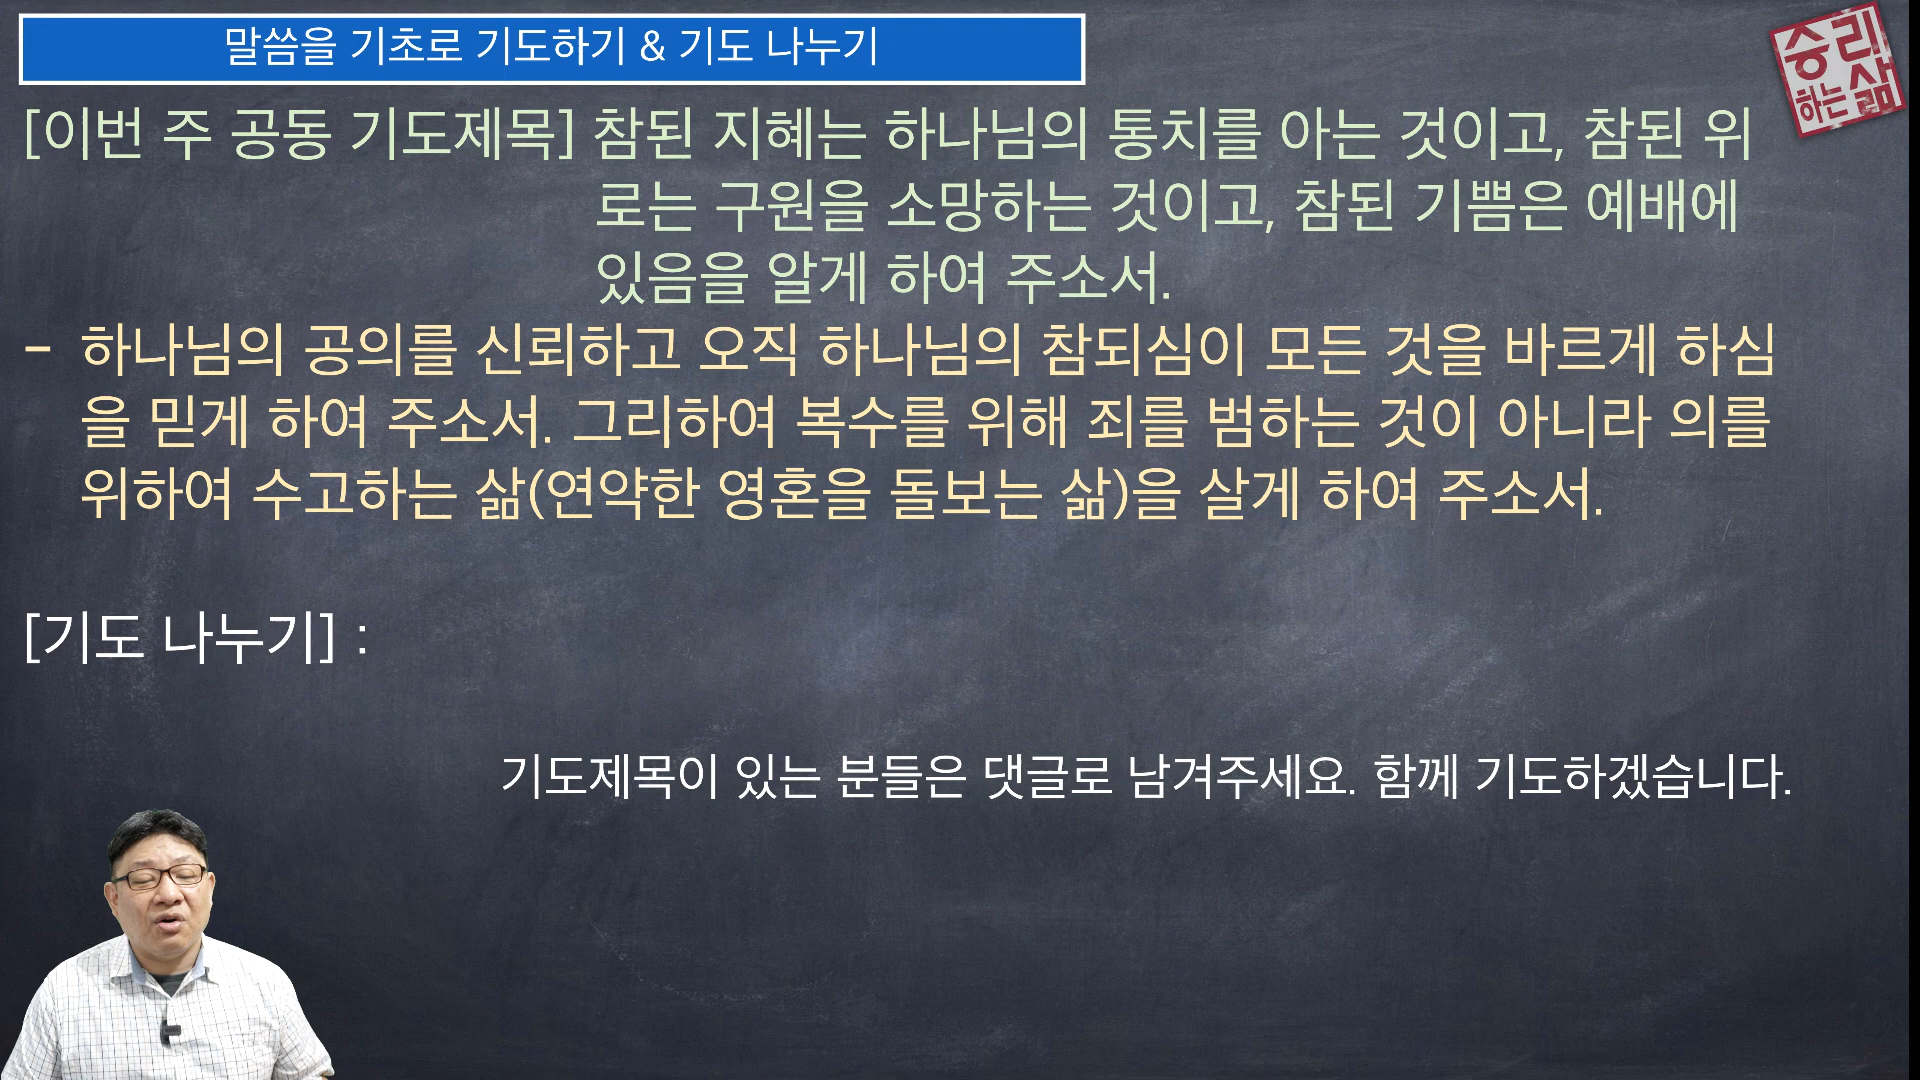 말씀을 기초로 기도하기 & 기도 나누기
승리
하는 삶
[이번 주 공동 기도제목] 참된 지혜는 하나님의 통치를 아는 것이고, 참된 위
로는 구원을 소망하는 것이고, 참된 기쁨은 예배에
있음을 알게 하여 주소서.
- 하나님의 공의를 신뢰하고 오직 하나님의 참되심이 모든 것을 바르게 하심
을 믿게 하여 주소서. 그리하여 복수를 위해 죄를 범하는 것이 아니라 의를
위하여 수고하는 삶(연약한 영혼을 돌보는 삶)을 살게 하여 주소서.
[기도 나누기] :
기도제목이 있는 분들은 댓글로 남겨주세요. 함께 기도하겠습니다.